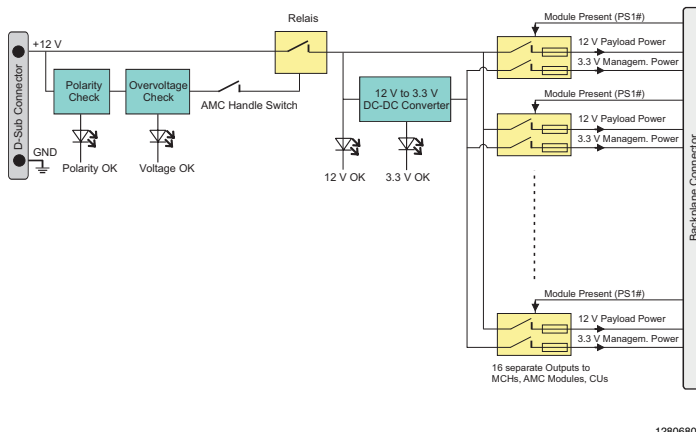 Relais
Module Present (PS1#)
+12 V
12 V Payload Power
3.3 V Managem. Power
D-Sub Connector
Polarity
Check
Overvoltage
Check
AMC Handle Switch
12 V to 3.3 V
DC-DC Converter
Module Present (PS1#)
12 V Payload Power
3.3 V Managem. Power
GND
Polarity OK
Voltage OK
12 V OK
3.3 V OK
Backplane Connector
Module Present (PS1#)
12 V Payload Power
3.3 V Managem. Power
16 separate Outputs to
MCHs, AMC Modules, CUs
1280680